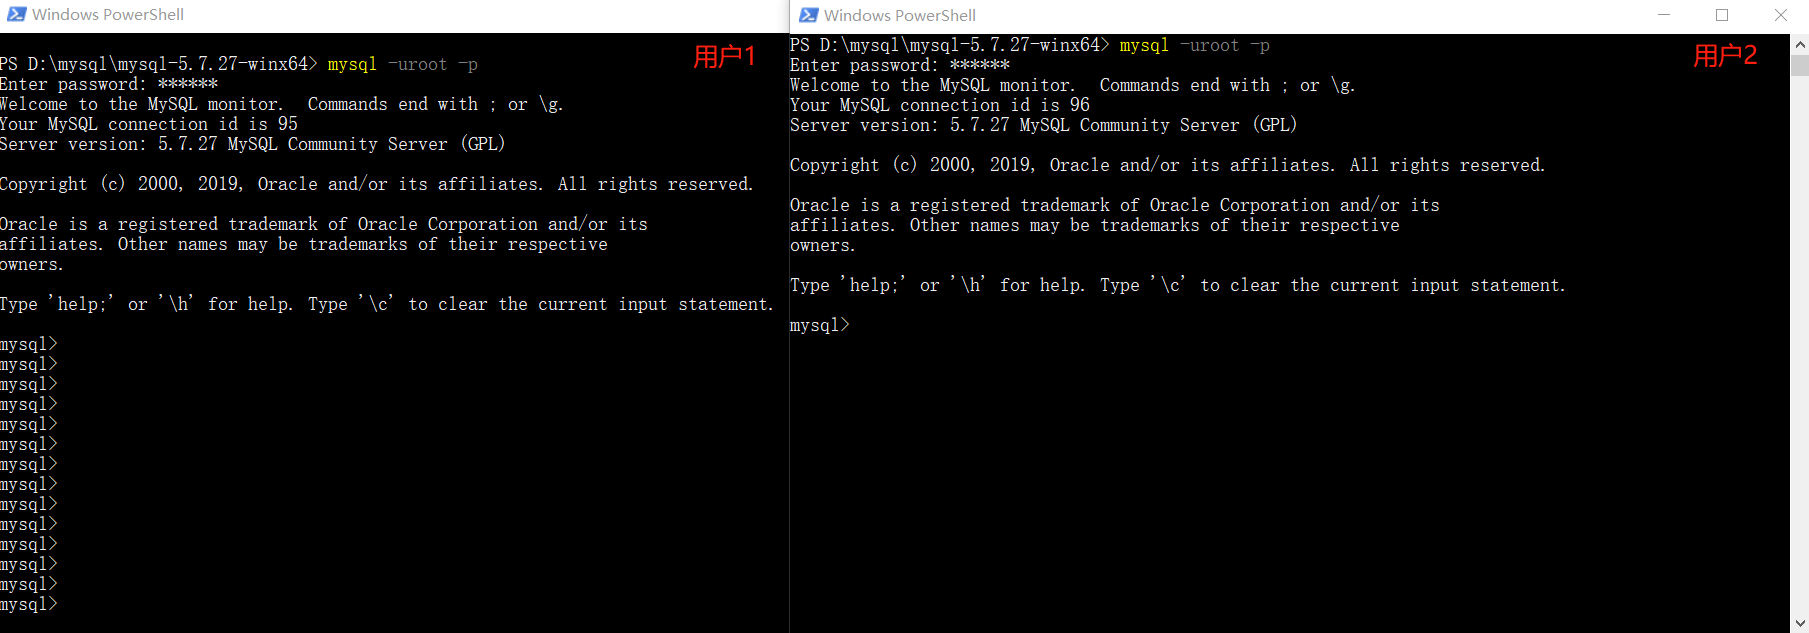 Windows PowerShell
用户1
PS D:\mysql\mysql-5.7.27-winx64> mysql -uroot -p
Enter password: ******
Welcome to the MySQL monitor.  Commands end with ; or \g.
Your MySQL connection id is 95
Server version: 5.7.27 MySQL Community Server (GPL)
Copyright (c) 2000, 2019, Oracle and/or its affiliates. All rights reserved.
Oracle is a registered trademark of Oracle Corporation and/or its
affiliates. Other names may be trademarks of their respective
owners.
Type 'help;' or '\h' for help. Type '\c' to clear the current input statement.
mysql>
mysql>
mysql>
mysql>
mysql>
mysql>
mysql>
mysql>
mysql>
mysql>
mysql>
mysql>
mysql>
mysql>
Windows PowerShell
用户2
PS D:\mysql\mysql-5.7.27-winx64> mysql -uroot -p
Enter password: ******
Welcome to the MySQL monitor.  Commands end with ; or \g.
Your MySQL connection id is 96
Server version: 5.7.27 MySQL Community Server (GPL)
Copyright (c) 2000, 2019, Oracle and/or its affiliates. All rights reserved.
Oracle is a registered trademark of Oracle Corporation and/or its
affiliates. Other names may be trademarks of their respective
owners.
Type 'help;' or '\h' for help. Type '\c' to clear the current input statement.
mysql>